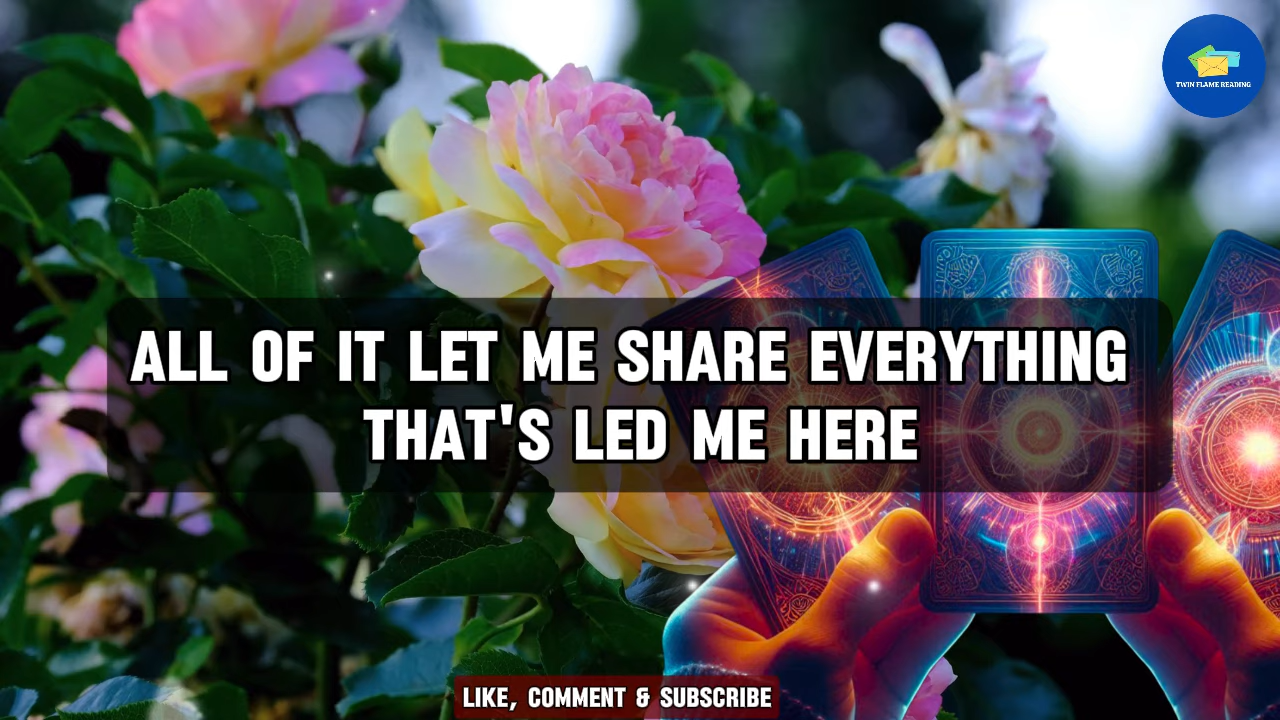 TWIN FLAME READING
ALL OF IT LET ME SHARE EVERYTHING
THAT'S LED ME HERE
LIKE, COMMENT & SUBSCRIBE